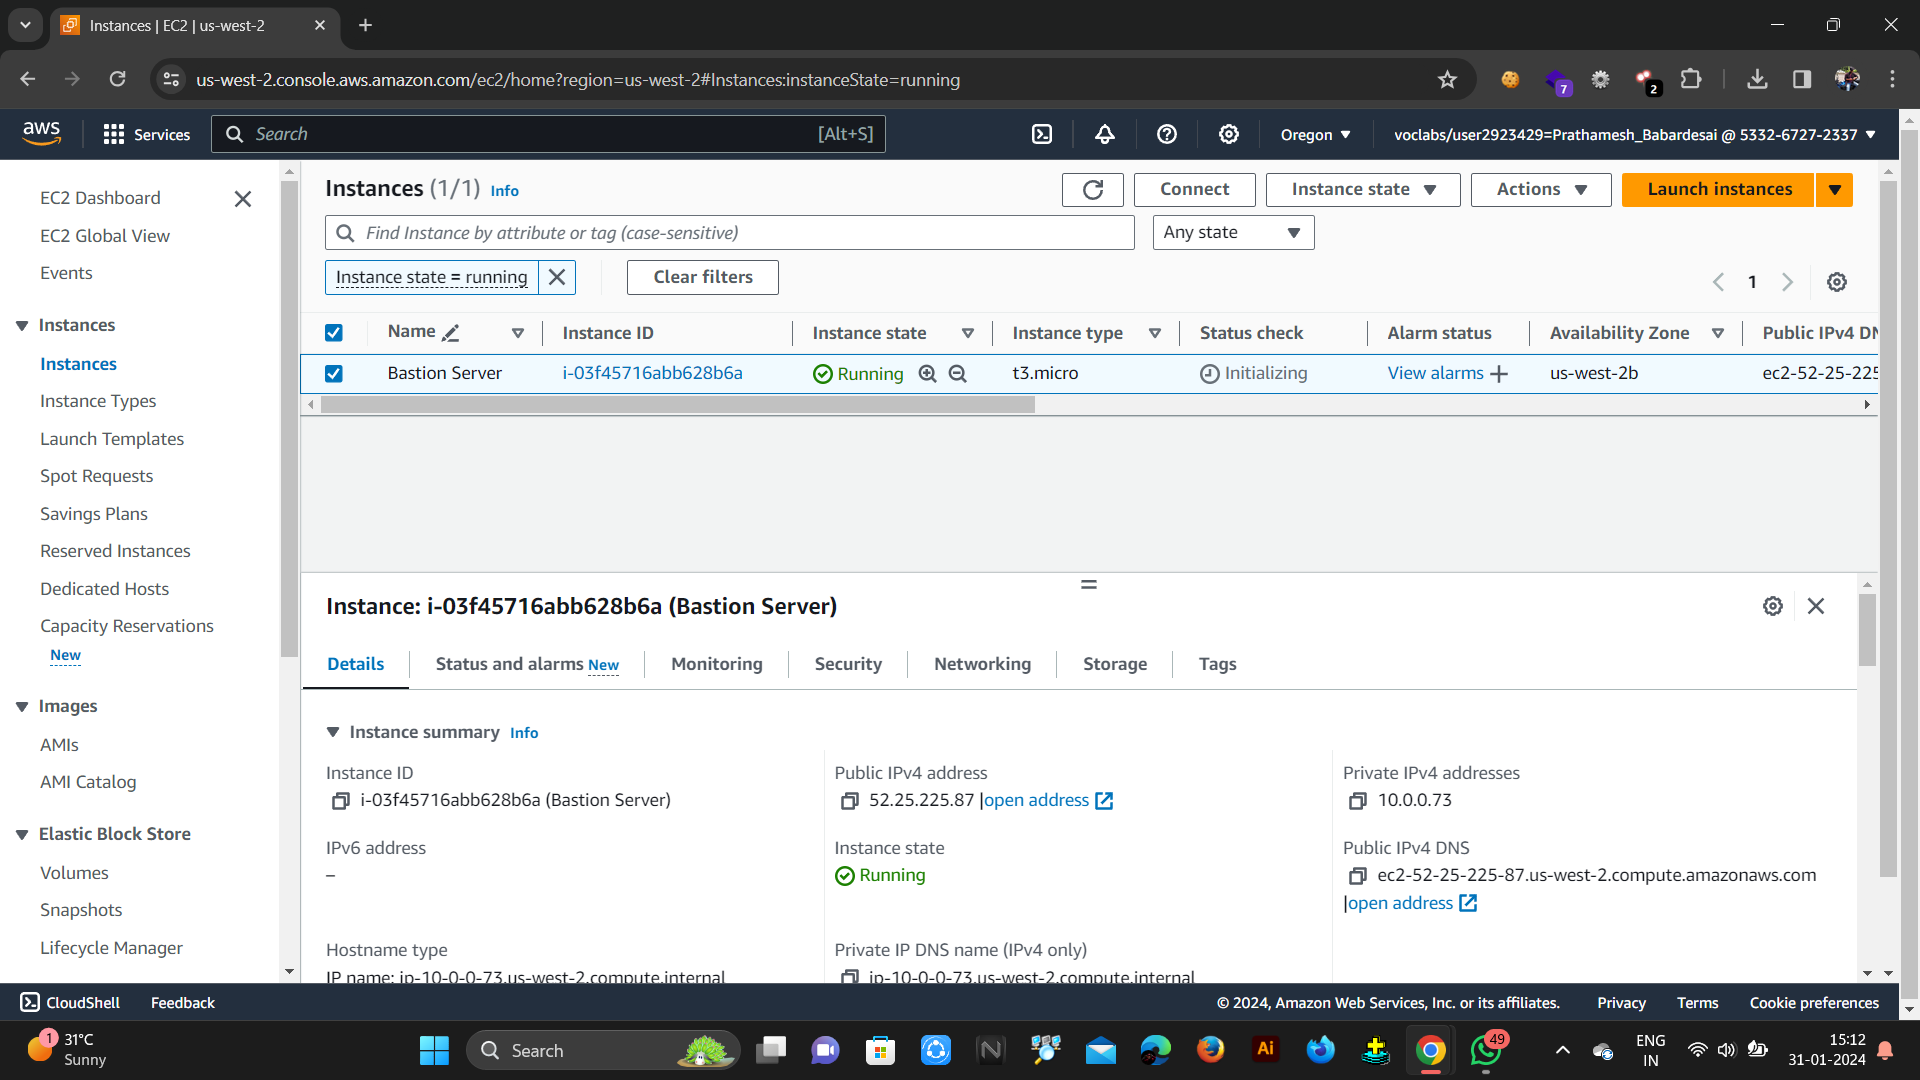 Instances | EC2 | us-west-2
us-west-2.console.aws.amazon.com/ec2/home?region=us-west-2#Instances:instanceState=running
7
2
aws
Services
Search
[Alt+S]
Oregon
voclabs/user2923429=Prathamesh_Babardesai @ 5332-6727-2337
EC2 Dashboard
EC2 Global View
Events
Instances
Instances
Instance Types
Launch Templates
Spot Requests
Savings Plans
Reserved Instances
Dedicated Hosts
Capacity Reservations
New
Images
AMIs
AMI Catalog
Elastic Block Store
Volumes
Snapshots
Lifecycle Manager
Instances (1/1) Info
Connect
Instance state
Actions
Launch instances
Find Instance by attribute or tag (case-sensitive)
Any state
Instance state = running
Clear filters
1
Name Instance ID Instance state Instance type Status check Alarm status Availability Zone Public IPv4 DN
Bastion Server i-03f45716abb628b6a Running t3.micro Initializing View alarms us-west-2b ec2-52-25-225
Instance: i-03f45716abb628b6a (Bastion Server)
Details Status and alarms New Monitoring Security Networking Storage Tags
Instance summary Info
Instance ID
i-03f45716abb628b6a (Bastion Server)
Public IPv4 address
52.25.225.87 |open address
Private IPv4 addresses
10.0.0.73
IPv6 address
–
Instance state
Running
Public IPv4 DNS
ec2-52-25-225-87.us-west-2.compute.amazonaws.com
|open address
Hostname type
IP name: ip-10-0-0-73.us-west-2.compute.internal
Private IP DNS name (IPv4 only)
ip-10-0-0-73.us-west-2.compute.internal
CloudShell
Feedback
© 2024, Amazon Web Services, Inc. or its affiliates.
Privacy
Terms
Cookie preferences
1
31°C
Sunny
Search
Ai
49
ENG
IN
15:12
31-01-2024